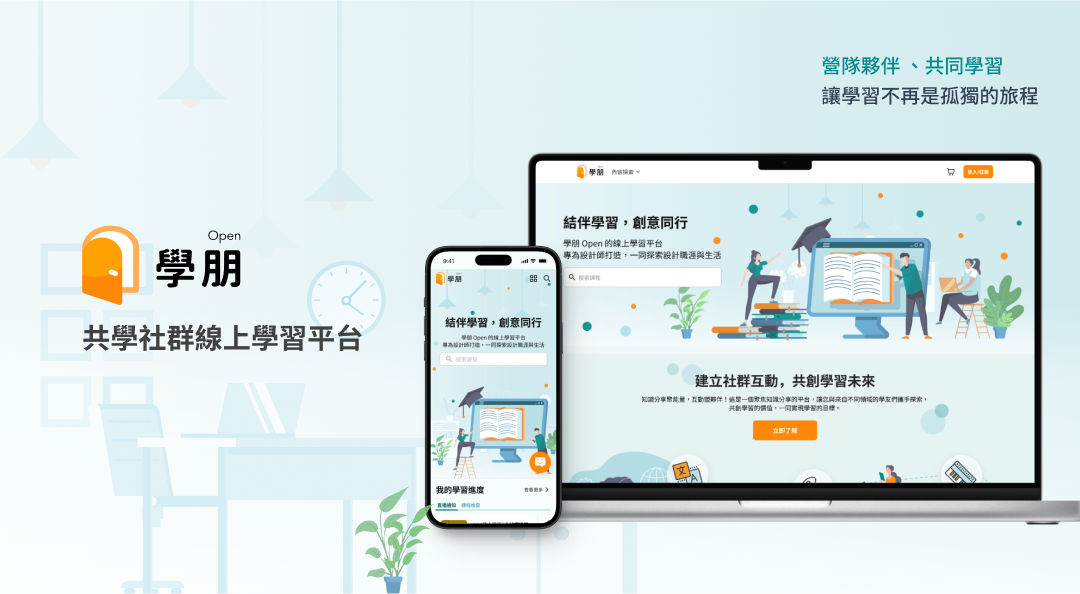 營隊夥伴、共同學習
讓學習不再是孤獨的旅程
Open
學朋
共學社群線上學習平台
9:41
學朋
結伴學習，創意同行
學朋 Open 的線上學習平台
專為設計師打造，一同探索設計職涯與生活
搜索課程
我的學習進度
查看更多
直播通知
課程進度
學朋
內容探索
登入/註冊
結伴學習，創意同行
學朋 Open 的線上學習平台
專為設計師打造，一同探索設計職涯與生活
搜索課程
建立社群互動，共創學習未來
知識分享聚能量，互動塑夥伴！這是一個聚焦知識分享的平台，讓您與來自不同領域的學友們攜手探索，
共創學習的價值，一同實現學習的目標。
立即了解
文